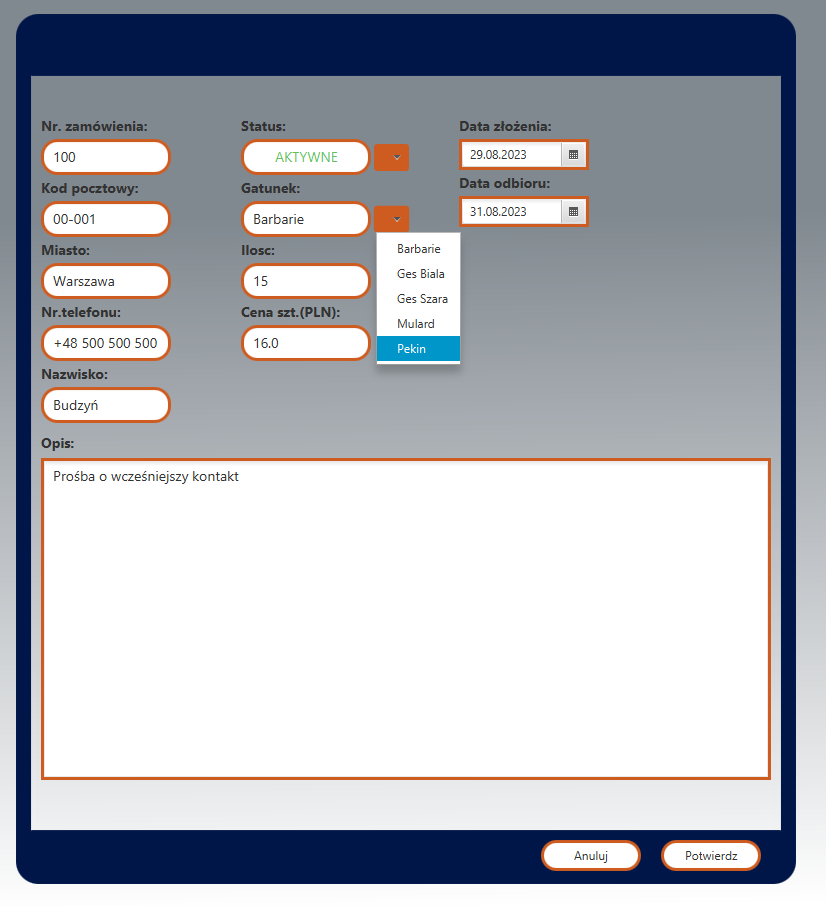 Nr. zamówienia:
Status:
Data złożenia:
100
AKTYWNE
29.08.2023
Kod pocztowy:
Gatunek:
Data odbioru:
00-001
Barbarie
31.08.2023
Miasto:
Ilosc:
Barbarie
Ges Biala
Ges Szara
Mulard
Pekin
Warszawa
15
Nr.telefonu:
Cena szt.(PLN):
+48 500 500 500
16.0
Nazwisko:
Budzyń
Opis:
Prośba o wcześniejszy kontakt
Anuluj
Potwierdz